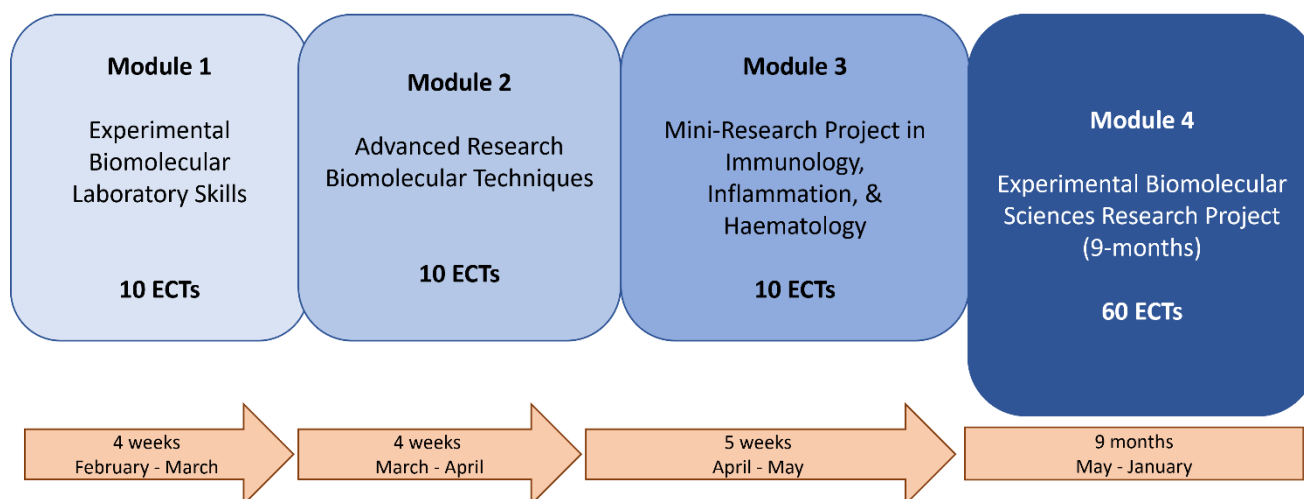 Module 1
Experimental
Biomolecular
Laboratory Skills
10 ECTs
Module 2
Advanced Research
Biomolecular Techniques
10 ECTs
Module 3
Mini-Research Project in
Immunology,
Inflammation, &
Haematology
10 ECTs
Module 4
Experimental Biomolecular
Sciences Research Project
(9-months)
60 ECTs
4 weeks
February - March
4 weeks
March - April
5 weeks
April - May
9 months
May - January